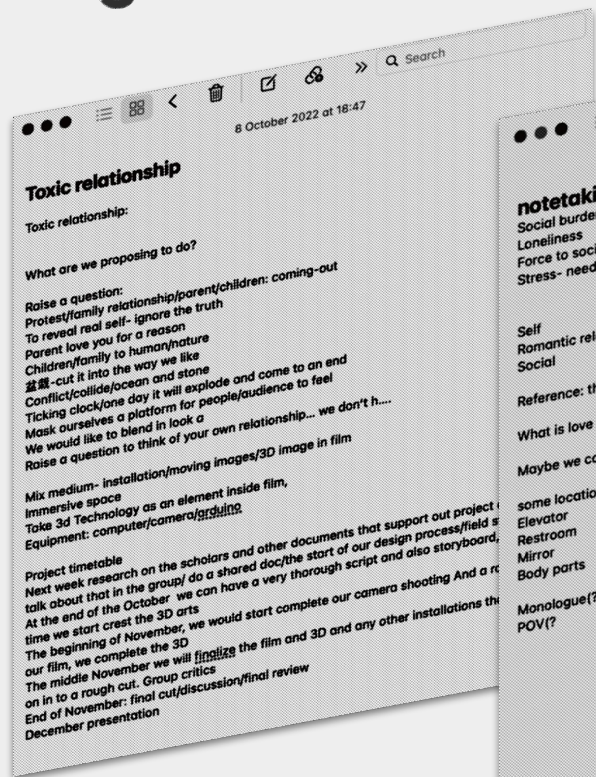 Search
8 October 2022 at 18:47
Toxic relationship
Toxic relationship:
What are we proposing to do?
Raise a question:
Protest/family relationship/parent/children: coming-out
To reveal real self- ignore the truth
Parent love you for a reason
Children/family to human/nature
盆栽-cut it into the way we like
Conflict/collide/ocean and stone
Ticking clock/one day it will explode and come to an end
Mask ourselves a platform for people/audience to feel
We would like to blend in look a
Raise a question to think of your own relationship... we don't h....
Mix medium- installation/moving images/3D image in film
Immersive space
Take 3d Technology as an element inside film,
Equipment: computer/camera/arduino
Project timetable
Next week research on the scholars and other documents that support out project
talk about that in the group/ do a shared doc/the start of our design process/field s
At the end of the October we can have a very thorough script and also storyboard,
time we start crest the 3D arts
The beginning of November, we would start complete our camera shooting And a ro
our film, we complete the 3D
The middle November we will finalize the film and 3D and any other installations tha
on in to a rough cut. Group critics
End of November: final cut/discussion/final review
December presentation
notetaki
Social burde
Loneliness
Force to soci
Stress- need
Self
Romantic rel
Social
Reference: th
What is love
Maybe we co
some locatio
Elevator
Restroom
Mirror
Body parts
Monologue(?
POV(?